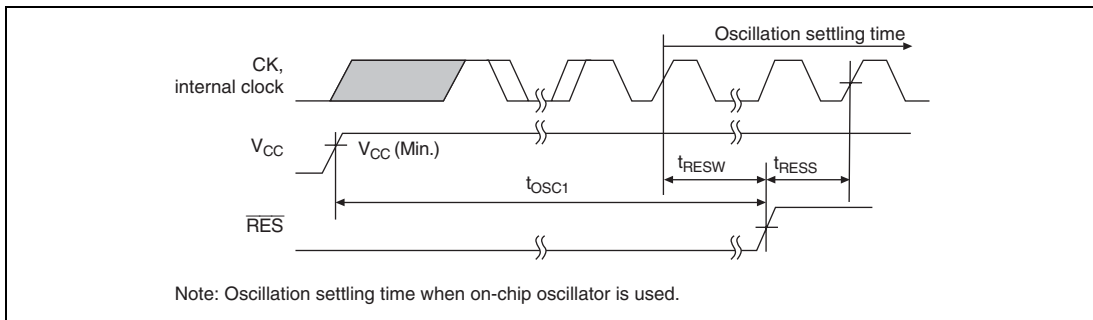 Oscillation settling time
CK,
internal clock
VCC
VCC (Min.)
tRESW
tRESS
tOSC1
RES
Note: Oscillation settling time when on-chip oscillator is used.